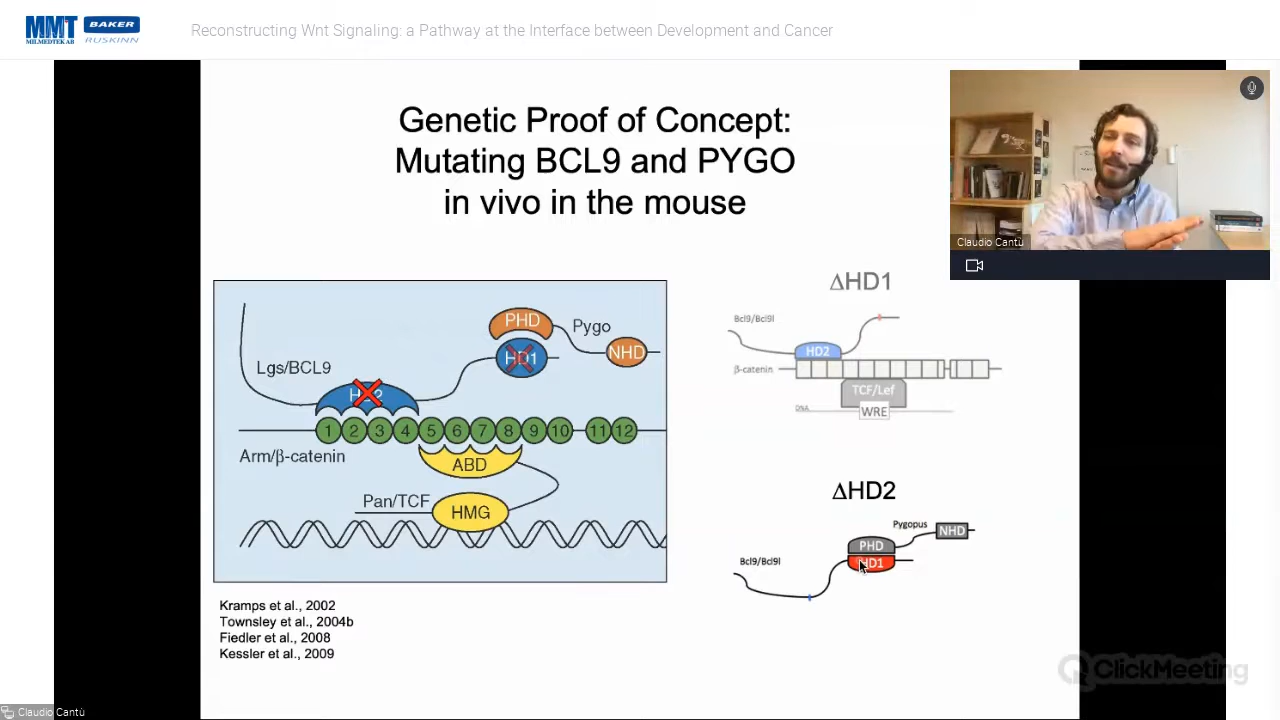 MMT
MILMEDTEK AB
BAKER
RUSKINN
Reconstructing Wnt Signaling: a Pathway at the Interface between Development and Cancer
Genetic Proof of Concept:
Mutating BCL9 and PYGO
in vivo in the mouse
Claudio Cantù
PHD
Pygo
HD1
NHD
Lgs/BCL9
HD2
1 2 3 4 5 6 7 8 9 10 11 12
Arm/β-catenin
ABD
Pan/TCF
HMG
Kramps et al., 2002
Townsley et al., 2004b
Fiedler et al., 2008
Kessler et al., 2009
ΔHD1
Bcl9/Bcl9l
HD2
β-catenin
TCF/Lef
DNA
WRE
ΔHD2
Pygopus
NHD
PHD
Bcl9/Bcl9l
HD1
ClickMeeting
Claudio Cantù